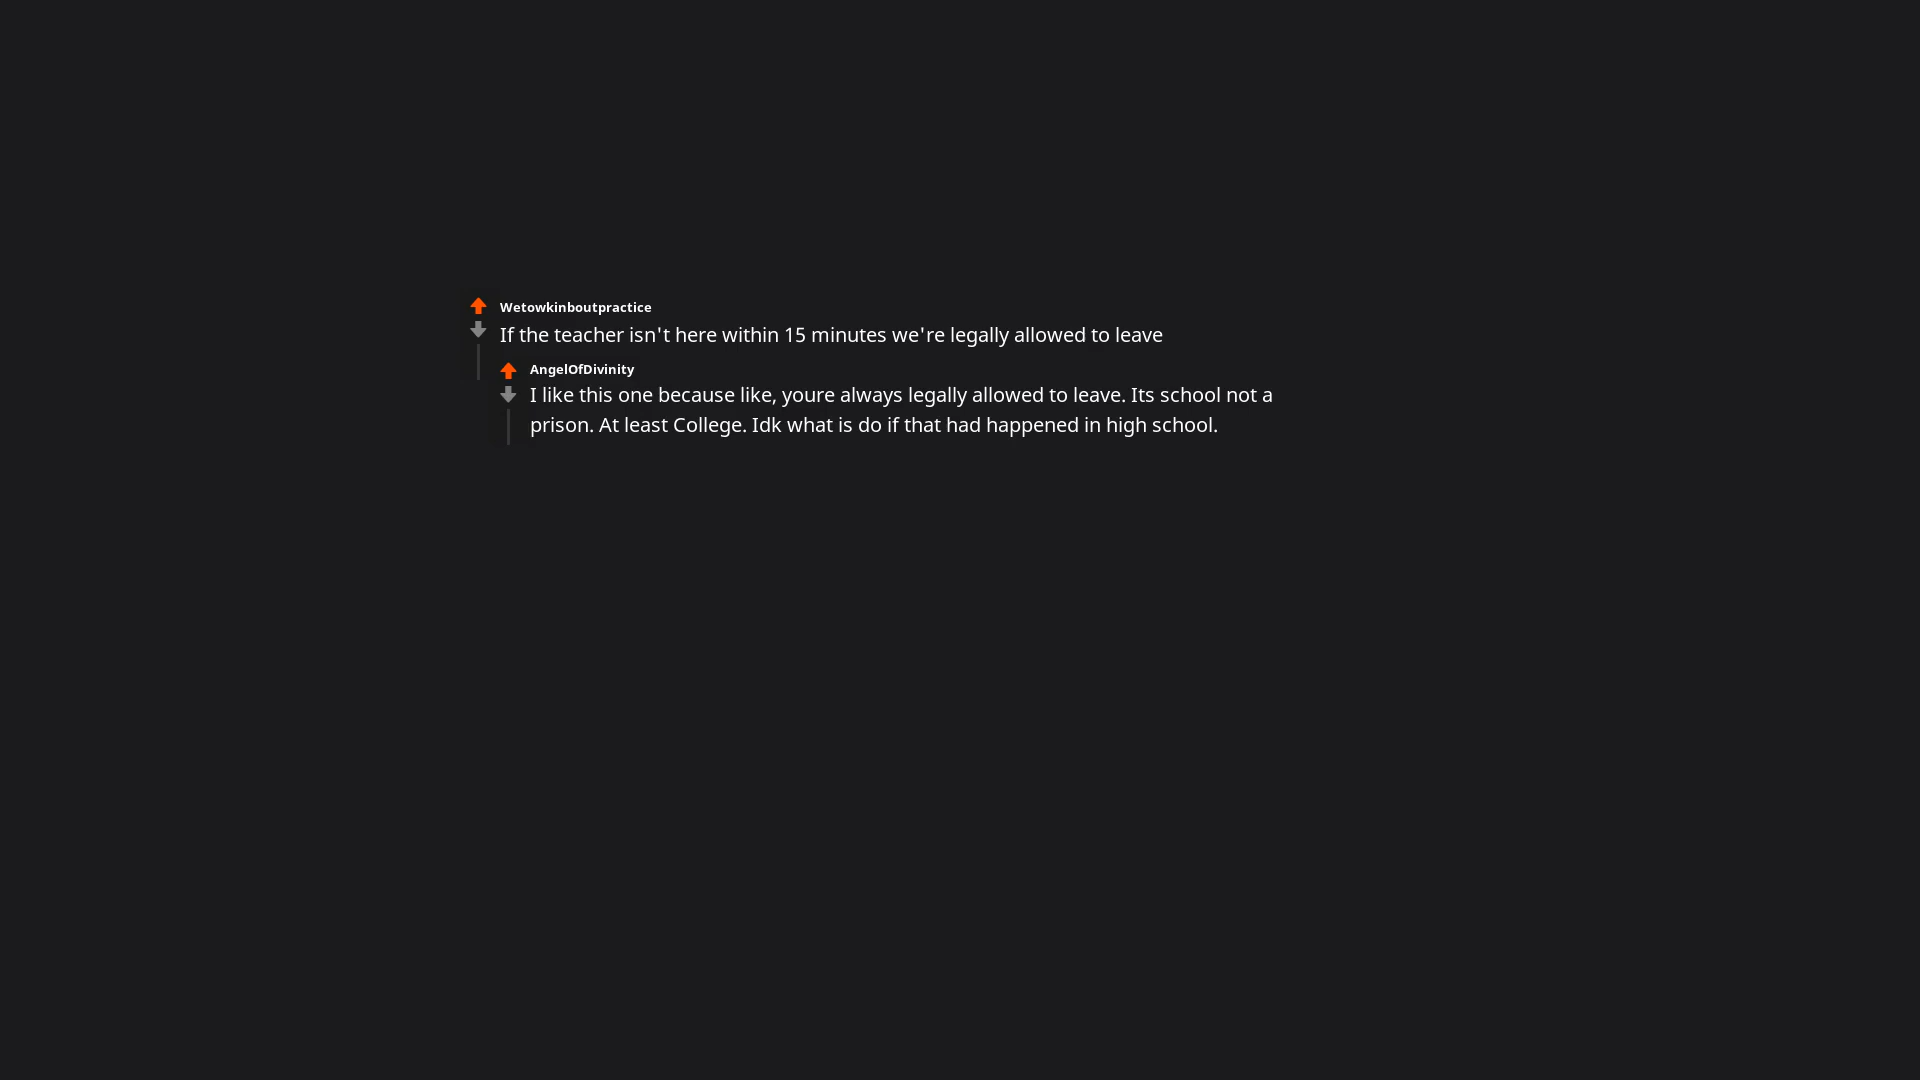 Wetowkinboutpractice
If the teacher isn't here within 15 minutes we're legally allowed to leave
AngelOfDivinity
I like this one because like, youre always legally allowed to leave. Its school not a
prison. At least College. Idk what is do if that had happened in high school.